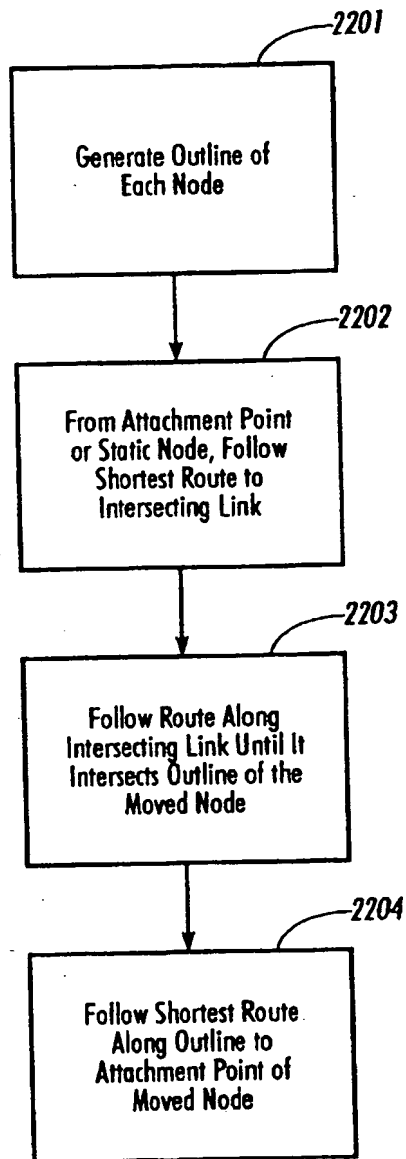 2201
Generate Outline of
Each Node
2202
From Attachment Point
or Static Node, Follow
Shortest Route to
Intersecting Link
2203
Follow Route Along
Intersecting Link Until It
Intersects Outline of the
Moved Node
2204
Follow Shortest Route
Along Outline to
Attachment Point of
Moved Node